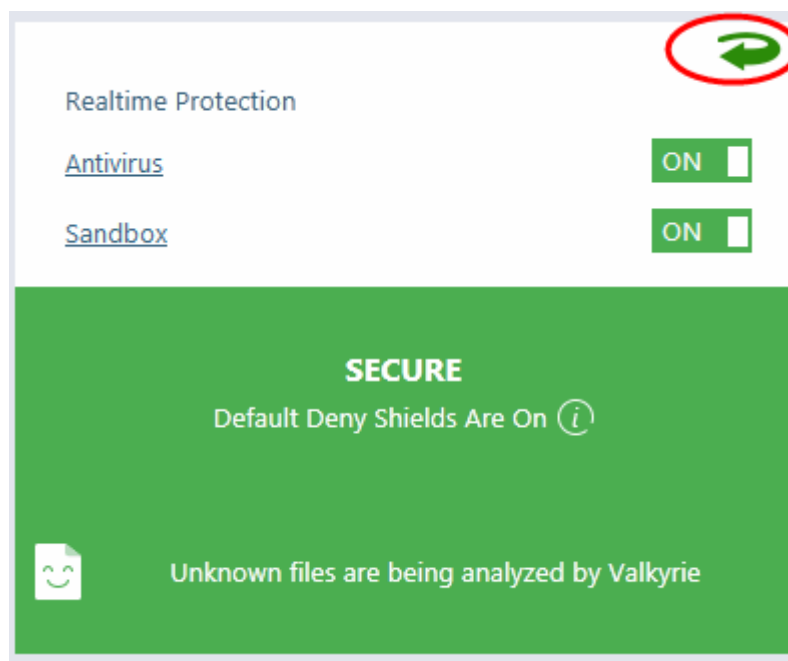 Realtime Protection
Antivirus ON
Sandbox ON
SECURE
Default Deny Shields Are On i
Unknown files are being analyzed by Valkyrie